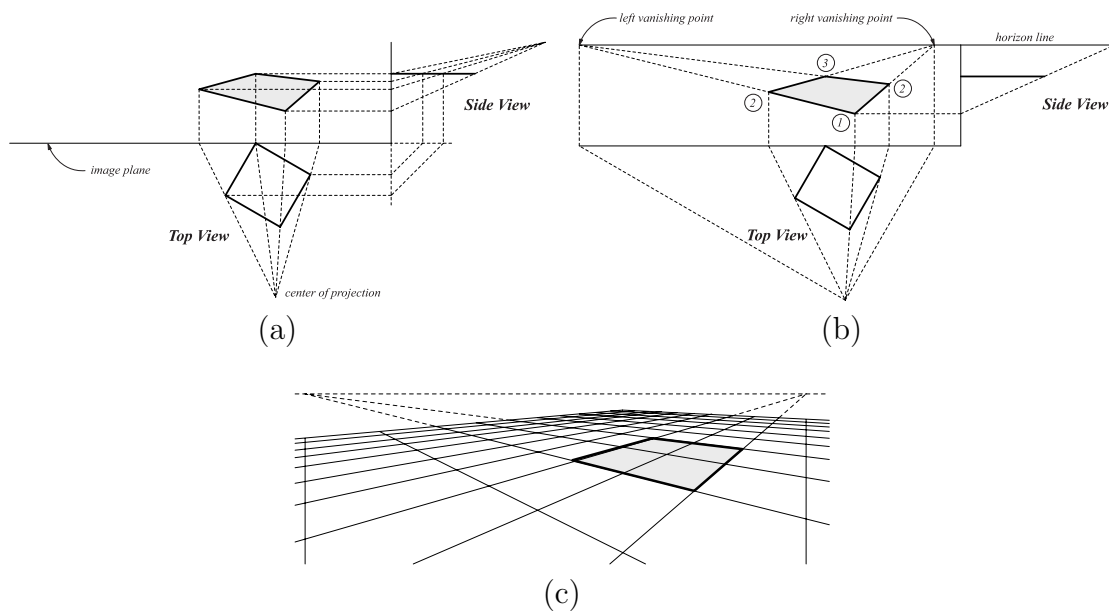 Side View
image plane
Top View
center of projection
(a)
left vanishing point
right vanishing point
horizon line
3
2
2
Side View
1
Top View
(b)
(c)